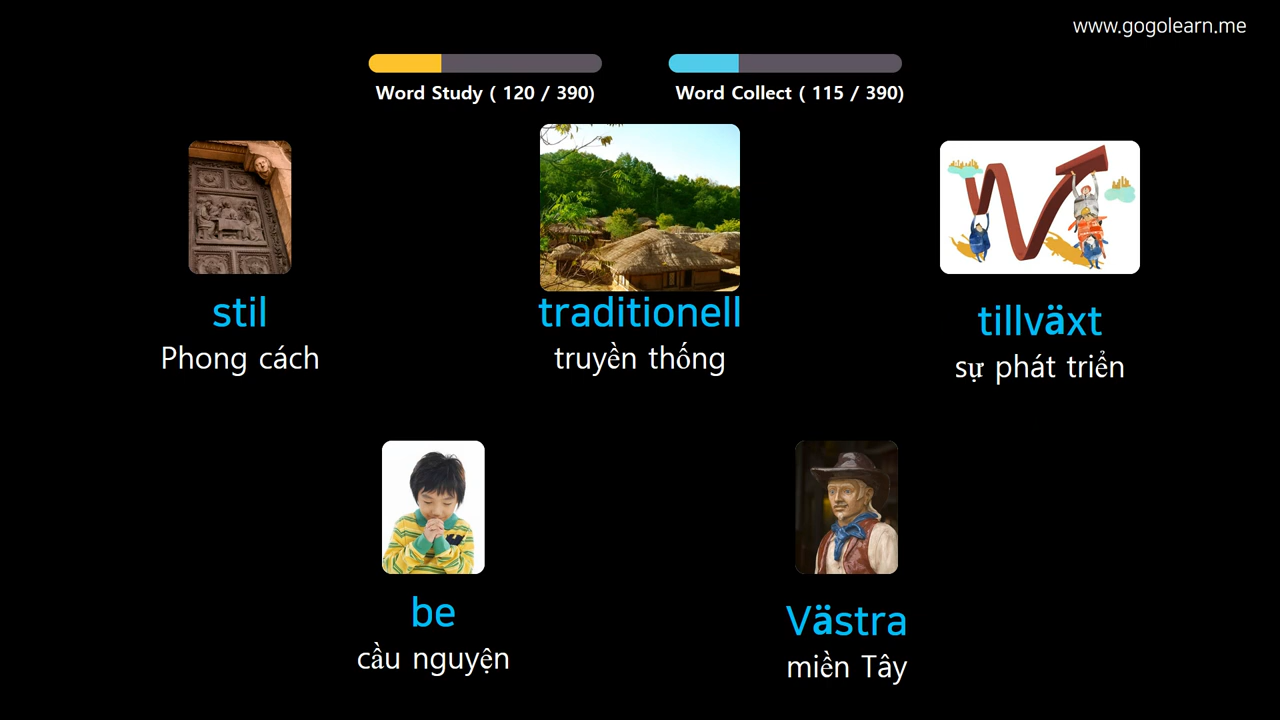 www.gogolearn.me
Word Study ( 120 / 390)
Word Collect ( 115 / 390)
stil
Phong cách
traditionell
truyền thống
tillväxt
sự phát triển
be
cầu nguyện
Västra
miền Tây